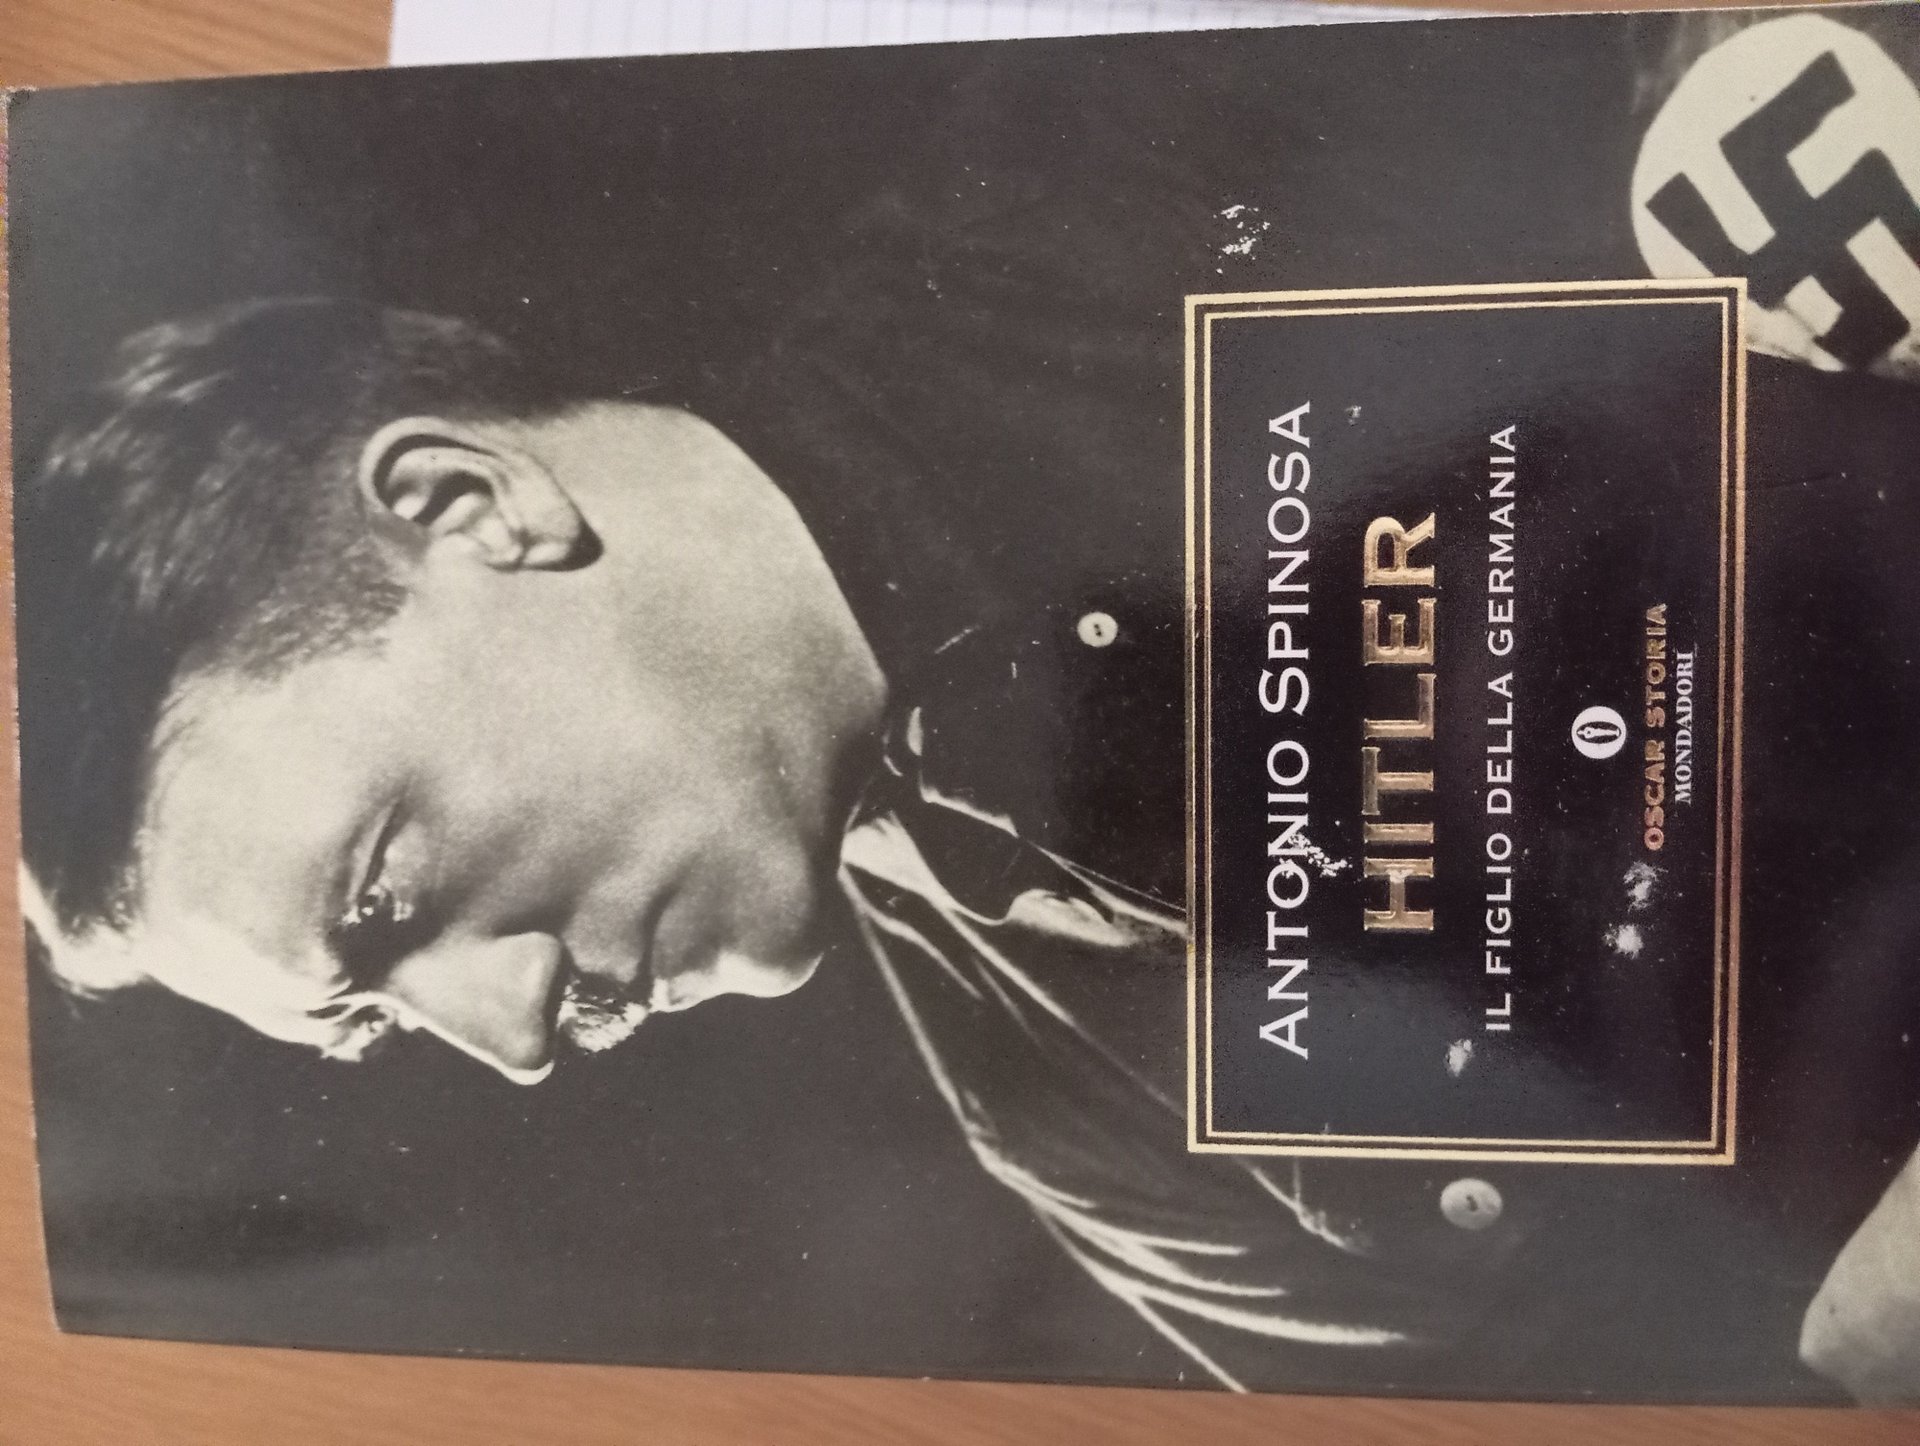 ANTONIO SPINOSA
HITLER
IL FIGLIO DELLA GERMANIA
OSCAR STORIA
MONDADORI